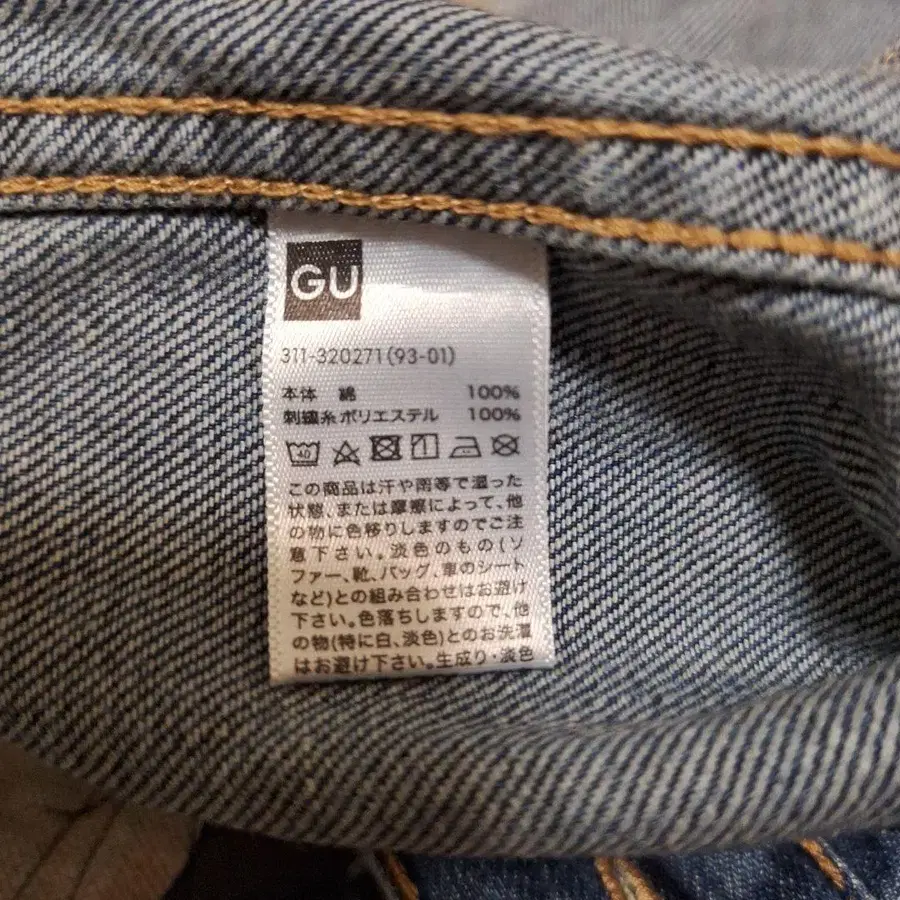 GU
311-320271(93-01)
本体 綿 100%
刺繍糸ポリエステル 100%
40
この商品は汗や雨等で湿った
状態、または摩擦によって、他
の物に色移りしますのでご注
意下さい。淡色のもの(ソ
ファー、靴、バッグ、車のシート
など)との組み合わせはお避け
下さい。色落ちしますので、他
の物(特に白、淡色)とのお洗濯
はお避け下さい。生成り・淡色